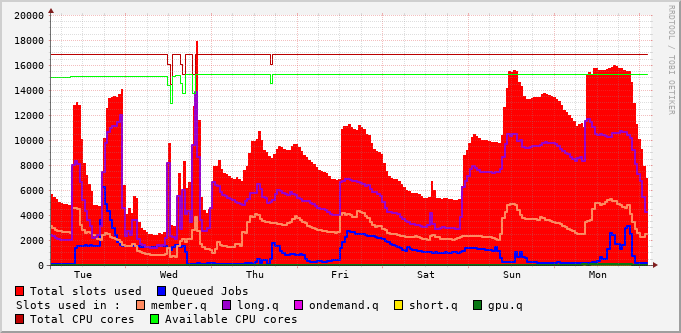 20000
18000
16000
14000
12000
10000
8000
6000
4000
2000
0
Tue Wed Thu Fri Sat Sun Mon
RRDTOOL / TOBI OETIKER
Total slots used Queued Jobs
Slots used in : member.q long.q ondemand.q short.q gpu.q
Total CPU cores Available CPU cores